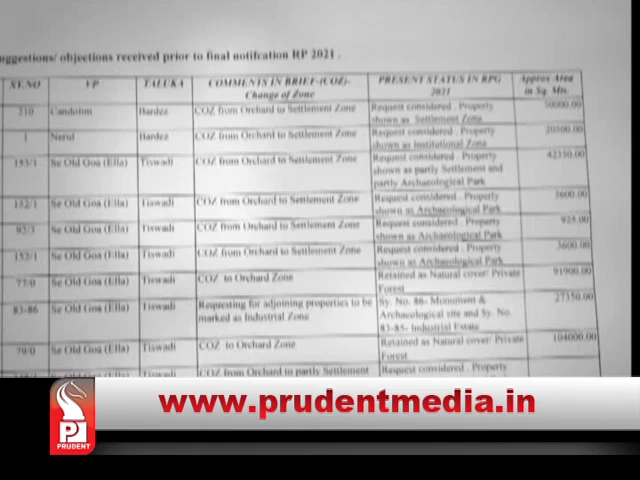 uggestions/ objections received prior to final notifcation RP 2021 .
SY.NO VP TALUKA COMMENTS IN BRIEF-(COZ)- Change of Zone PRESENT STATUS IN RPG 2021 Approx Area in Sq. Mts.
210 Candolim Bardez COZ from Orchard to Settlement Zone Request considered . Property shown as Settlement Zone 50000.00
1 Nerul Bardez COZ from Orchard to Settlement Zone Request considered . Property shown as Institutional Zone 20500.00
153/1 Se Old Goa (Ella) Tiswadi COZ from Orchard to Settlement Zone Request considered . Property shown as partly Settlement and partly Archaeological Park 42350.00
152/1 Se Old Goa (Ella) Tiswadi COZ from Orchard to Settlement Zone Request considered . Property shown as Archaeological Park 3600.00
92/3 Se Old Goa (Ella) Tiswadi COZ from Orchard to Settlement Zone Request considered . Property shown as Archaeological Park 925.00
152/1 Se Old Goa (Ella) Tiswadi COZ from Orchard to Settlement Zone Request considered . Property shown as Archaeological Park 3600.00
77/0 Se Old Goa (Ella) Tiswadi COZ to Orchard Zone Retained as Natural cover/ Private Forest 91900.00
83-86 Se Old Goa (Ella) Tiswadi Requesting for adjoining properties to be marked as Industrial Zone Sy. No. 86- Monument & Archaeological site and Sy. No. 83-85- Industrial Estate 27350.00
79/0 Se Old Goa (Ella) Tiswadi COZ to Orchard Zone Retained as Natural cover/ Private Forest 104000.00
Se Old Goa (Ella) Tiswadi COZ from Orchard to partly Settlement Request considered . Property
www.prudentmedia.in
PRUDENT